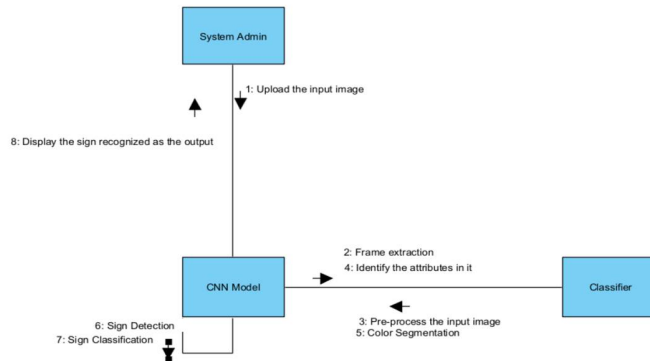 System Admin
1: Upload the input image
8: Display the sign recognized as the output
2: Frame extraction
4: Identify the attributes in it
CNN Model
Classifier
3: Pre-process the input image
5: Color Segmentation
6: Sign Detection
7: Sign Classification